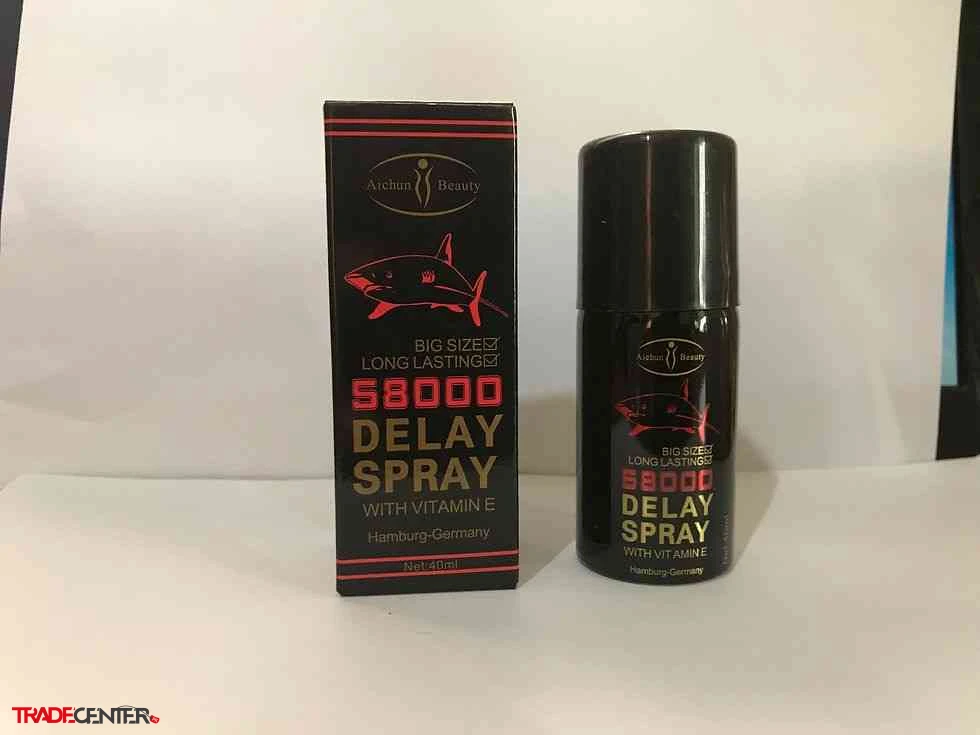 Aichun Beauty
BIG SIZE☑
LONG LASTING☑
58000
DELAY
SPRAY
WITH VITAMIN E
Hamburg-Germany
Net:40ml
Aichun Beauty
BIG SIZE☑
LONG LASTING☑
58000
DELAY
SPRAY
WITH VITAMIN E
Hamburg-Germany
TRADECENTER